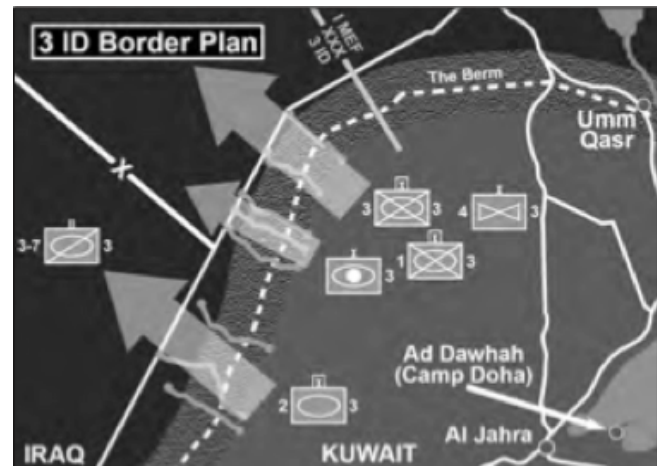 3 ID Border Plan
I MEF
XXX
3 ID
The Berm
Umm
Qasr
X
II
3-7 3
I
3 3
X
4 3
I
1 3
X
3
Ad Dawhah
(Camp Doha)
I
2 3
Al Jahra
IRAQ
KUWAIT